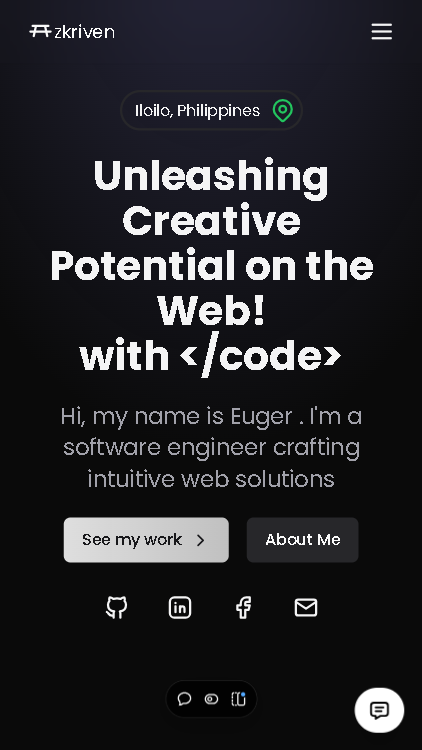 zkriven
Iloilo, Philippines
Unleashing
Creative
Potential on the
Web!
with </code>
Hi, my name is Euger . I'm a
software engineer crafting
intuitive web solutions
See my work
About Me